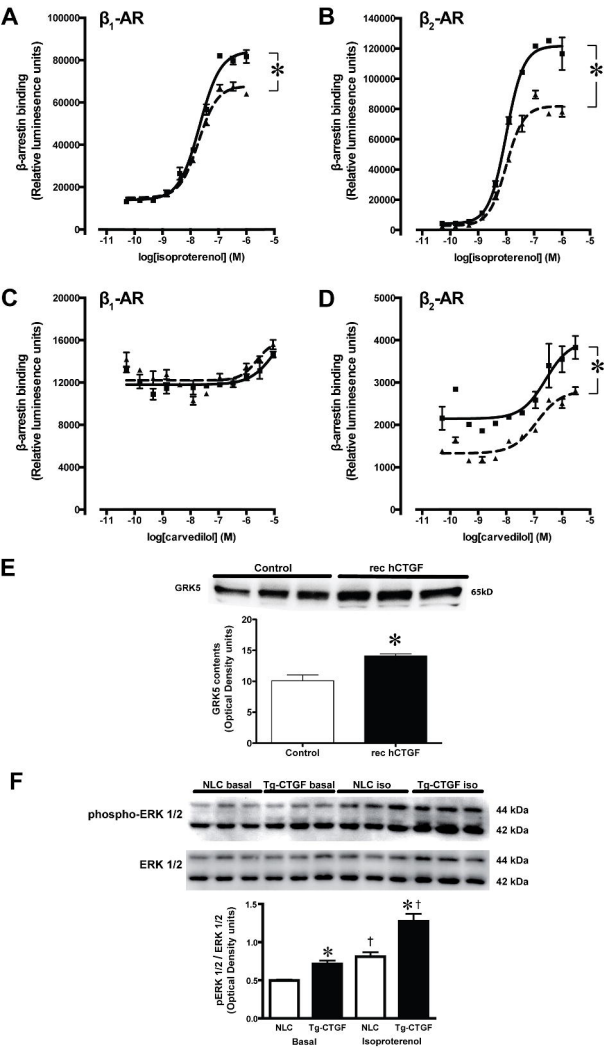 A
β1-AR
β-arrestin binding
(Relative luminesence units)
100000
80000
60000
40000
20000
0
*
-11 -10 -9 -8 -7 -6 -5
log[isoproterenol] (M)
B
β2-AR
β-arrestin binding
(Relative luminesence units)
120000
100000
80000
60000
40000
20000
0
*
-11 -10 -9 -8 -7 -6 -5
log[isoproterenol] (M)
C
β1-AR
β-arrestin binding
(Relative luminesence units)
20000
16000
12000
8000
4000
0
-11 -10 -9 -8 -7 -6 -5
log[carvedilol] (M)
D
β2-AR
β-arrestin binding
(Relative luminesence units)
5000
4000
3000
2000
1000
0
*
-11 -10 -9 -8 -7 -6 -5
log[carvedilol] (M)
E
Control rec hCTGF
GRK5 65kD
GRK5 contents
(Optical Density units)
20
15
10
5
0
*
Control rec hCTGF
F
NLC basal Tg-CTGF basal NLC iso Tg-CTGF iso
phospho-ERK 1/2
44 kDa
42 kDa
ERK 1/2
44 kDa
42 kDa
pERK 1/2 / ERK 1/2
(Optical Density units)
1.5
1.0
0.5
0.0
*
†
*†
NLC Tg-CTGF NLC Tg-CTGF
Basal Isoproterenol